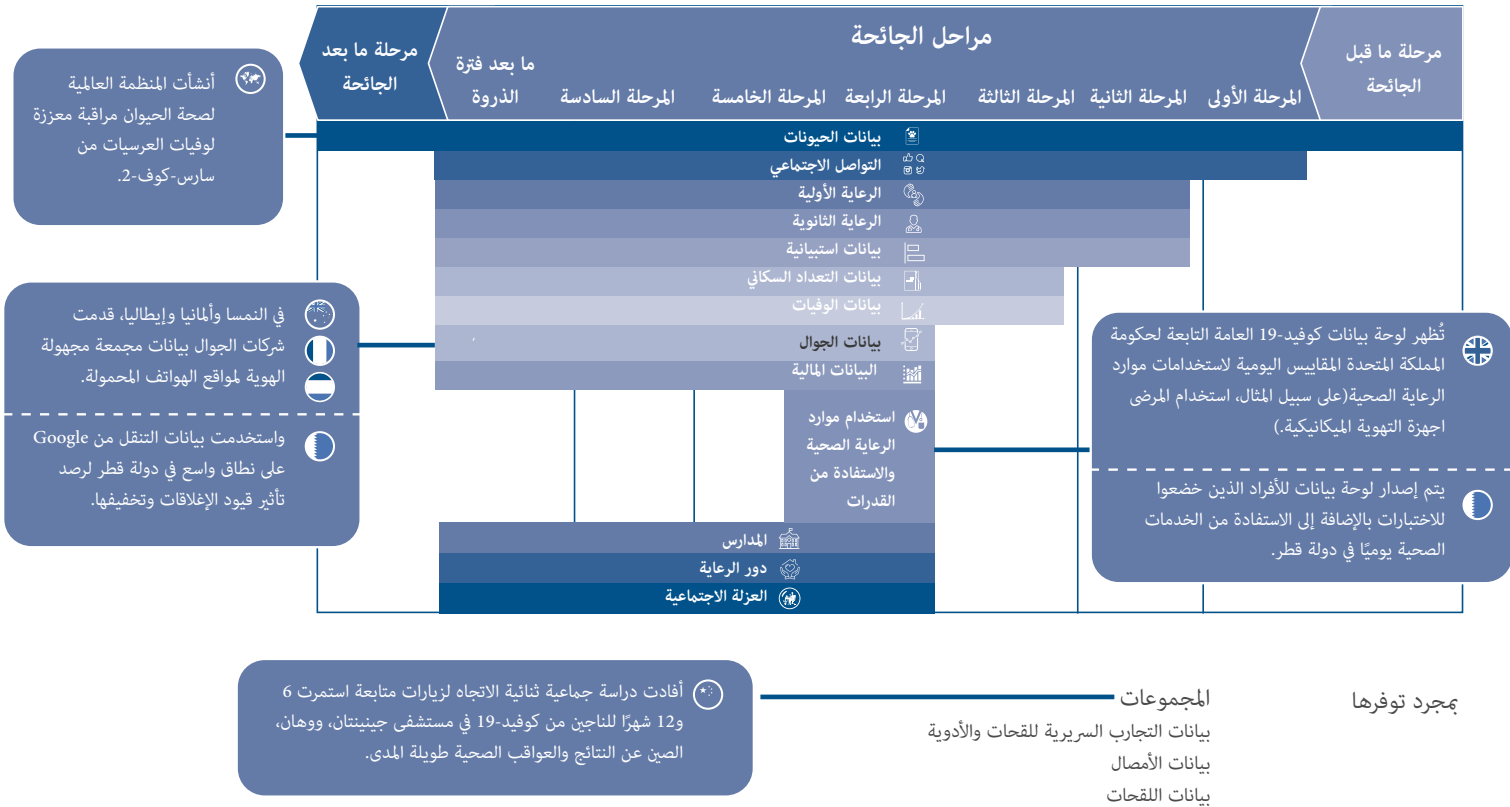 مراحل الجائحة
مرحلة ما قبل
الجائحة
المرحلة الأولى
المرحلة الثانية
المرحلة الثالثة
المرحلة الرابعة
المرحلة الخامسة
المرحلة السادسة
ما بعد فترة
الذروة
مرحلة ما بعد
الجائحة
بيانات الحيونات
التواصل الاجتماعي
الرعاية الأولية
الرعاية الثانوية
بيانات استبيانية
بيانات التعداد السكاني
بيانات الوفيات
بيانات الجوال
البيانات المالية
استخدام موارد
الرعاية الصحية
والاستفادة من
القدرات
المدارس
دور الرعاية
العزلة الاجتماعية
تُظهر لوحة بيانات كوفيد-19 العامة التابعة لحكومة
المملكة المتحدة المقاييس اليومية لاستخدامات موارد
الرعاية الصحية(على سبيل المثال، استخدام المرضى
اجهزة التهوية الميكانيكية.)
يتم إصدار لوحة بيانات للأفراد الذين خضعوا
للاختبارات بالإضافة إلى الاستفادة من الخدمات
الصحية يوميًا في دولة قطر.
أنشأت المنظمة العالمية
لصحة الحيوان مراقبة معززة
لوفيات العرسيات من
سارس-كوف-2.
في النمسا وألمانيا وإيطاليا، قدمت
شركات الجوال بيانات مجمعة مجهولة
الهوية لمواقع الهواتف المحمولة.
واستخدمت بيانات التنقل من Google
على نطاق واسع في دولة قطر لرصد
تأثير قيود الإغلاقات وتخفيفها.
بمجرد توفرها
المجموعات
بيانات التجارب السريرية للقحات والأدوية
بيانات الأمصال
بيانات اللقحات
أفادت دراسة جماعية ثنائية الاتجاه لزيارات متابعة استمرت 6
و12 شهرًا للناجين من كوفيد-19 في مستشفى جينينتان، ووهان،
الصين عن النتائج والعواقب الصحية طويلة المدى.